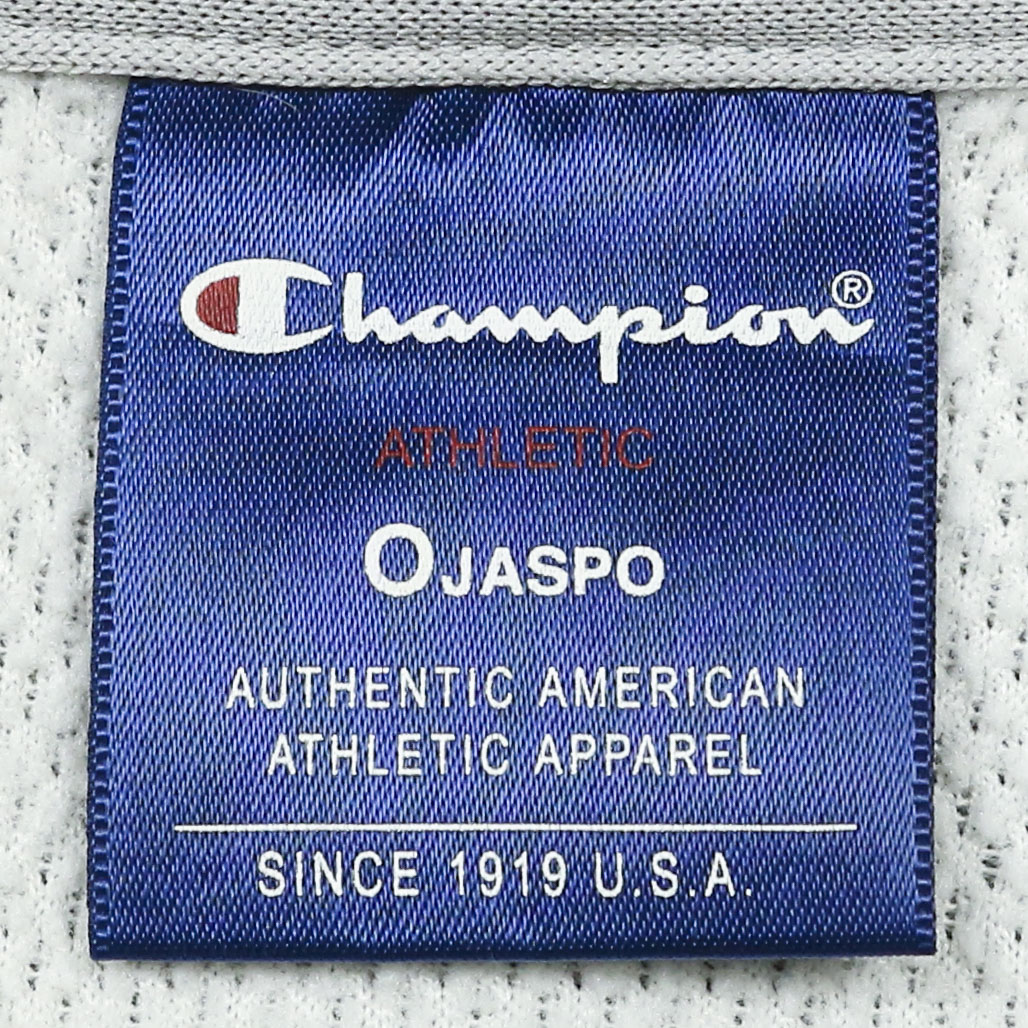 Champion®
ATHLETIC
OJASPO
AUTHENTIC AMERICAN
ATHLETIC APPAREL
SINCE 1919 U.S.A.